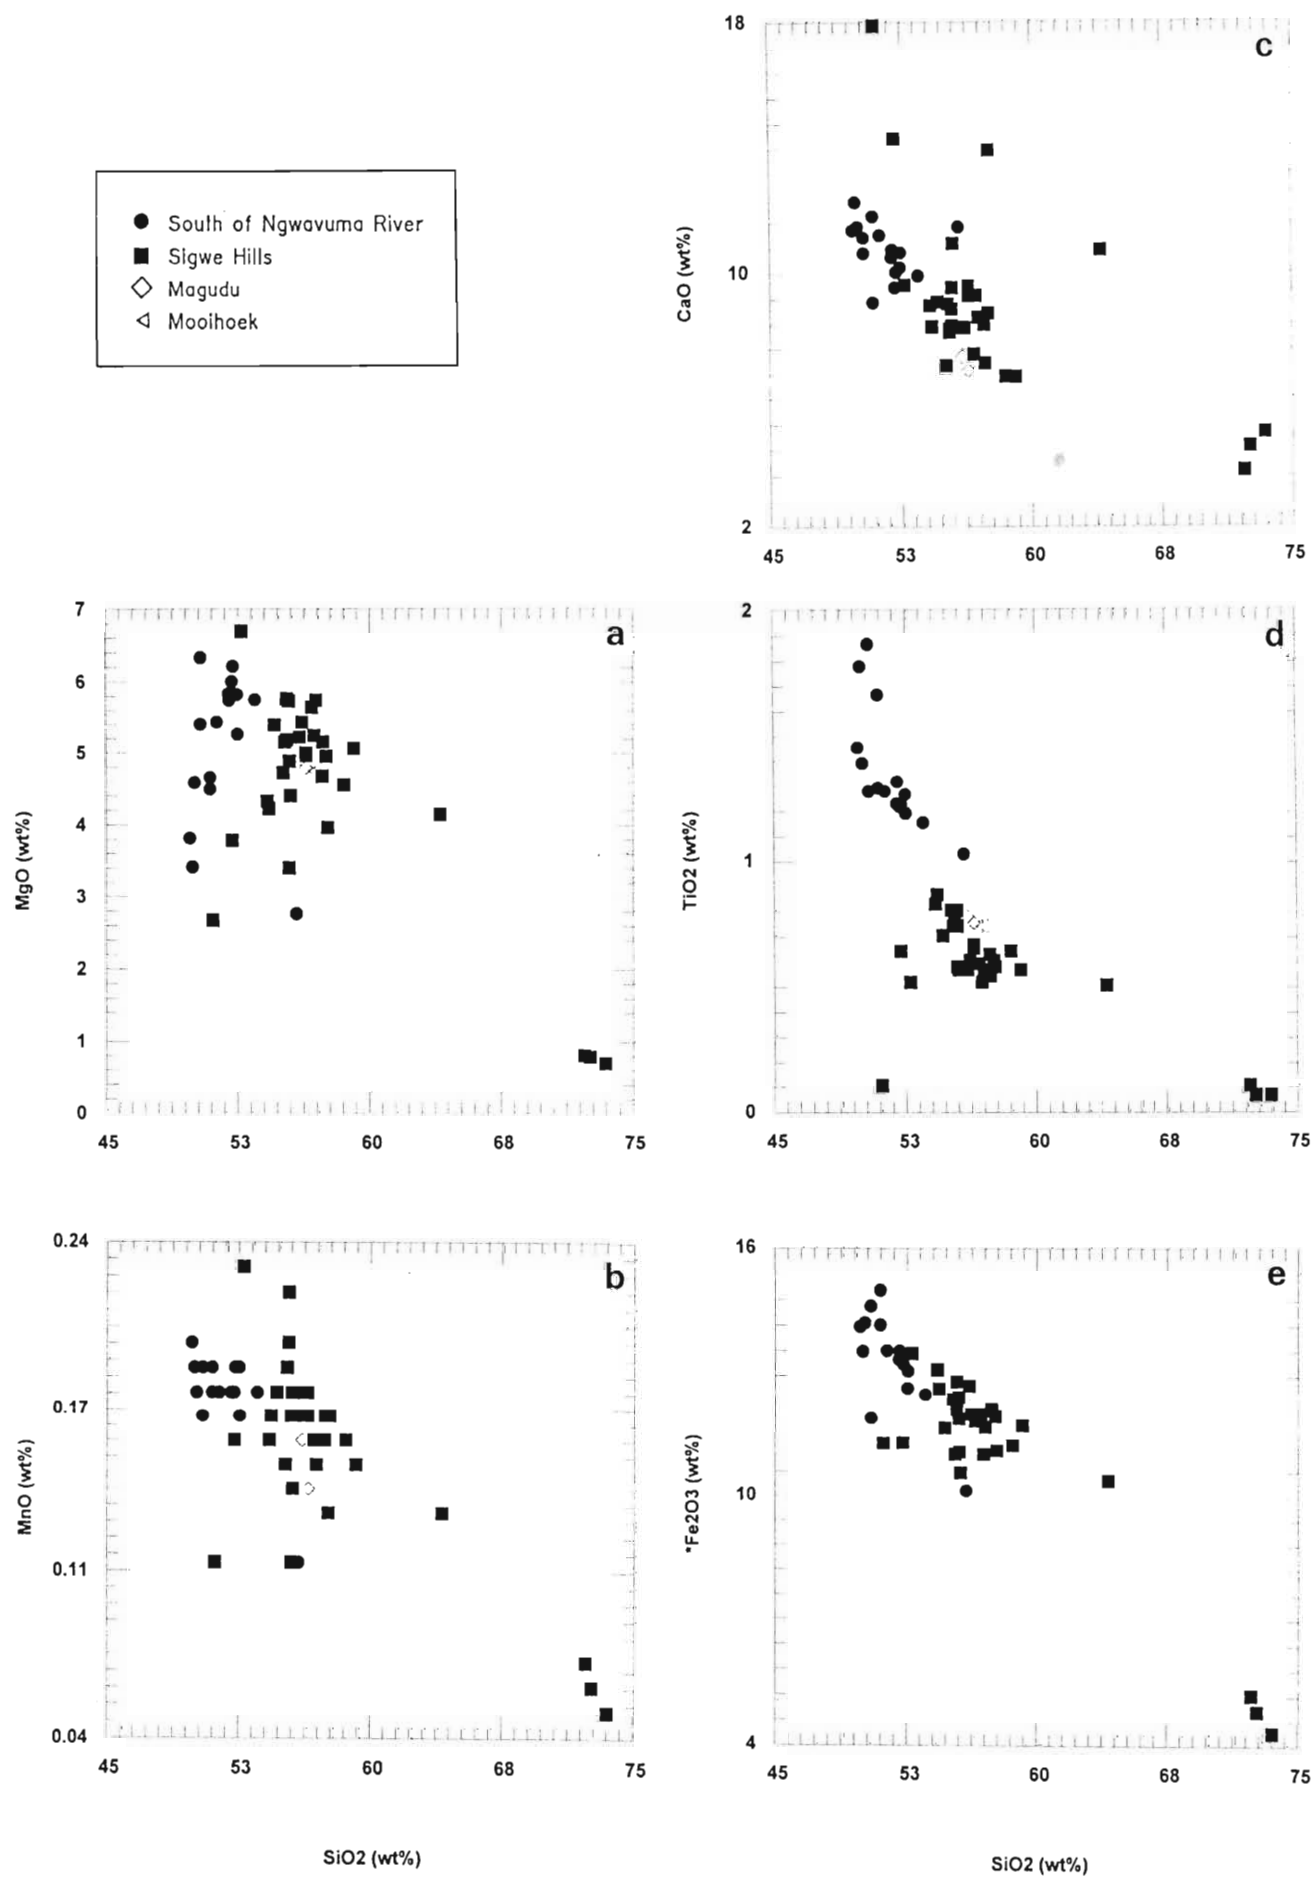 18
c
CaO (wt%)
10
2
45 53 60 68 75
South of Ngwavuma River
Sigwe Hills
Magudu
Mooihoek
7
a
6
5
4
MgO (wt%)
3
2
1
0
45 53 60 68 75
2
d
TiO2 (wt%)
1
0
45 53 60 68 75
0.24
b
0.17
MnO (wt%)
0.11
0.04
45 53 60 68 75
SiO2 (wt%)
16
e
10
*Fe2O3 (wt%)
4
45 53 60 68 75
SiO2 (wt%)